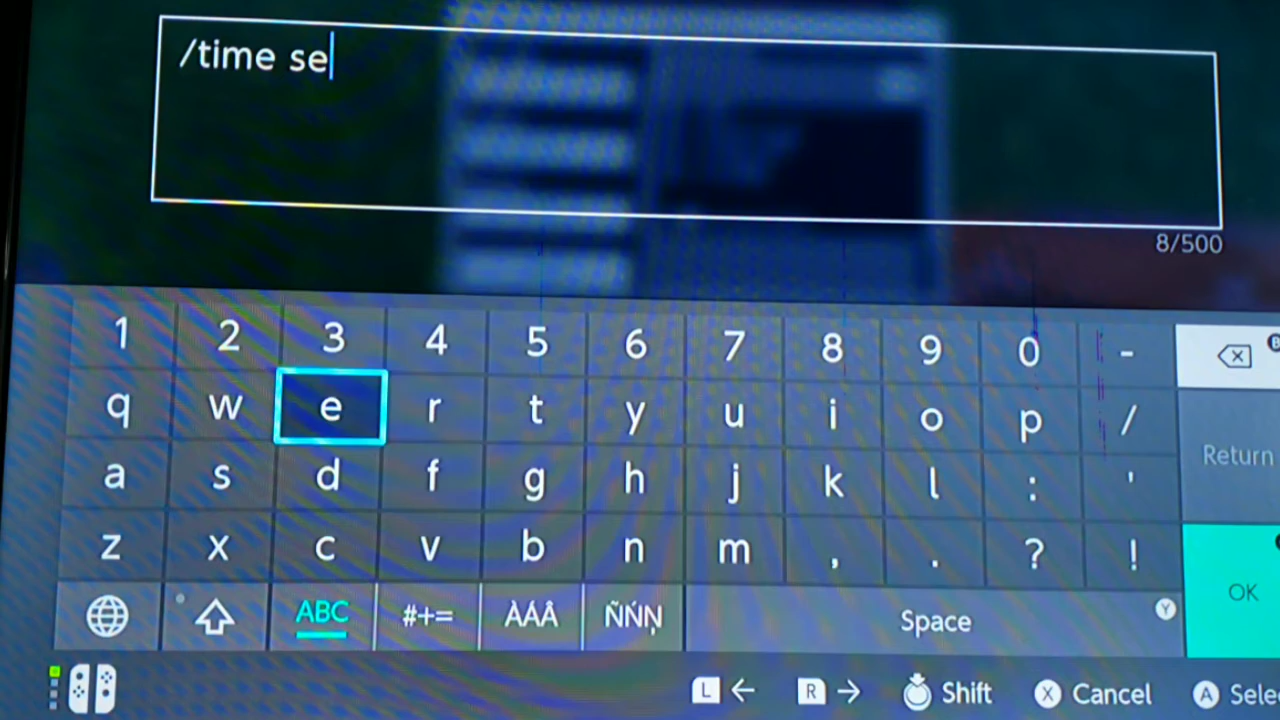 /time se
8/500
1 2 3 4 5 6 7 8 9 0 -
q w e r t y u i o p /
Return
a s d f g h j k l : '
z x c v b n m , . ? !
OK
ABC #+= ÀÁÂ ÑŃŅ Space Y
L ← R → Shift X Cancel A Sele